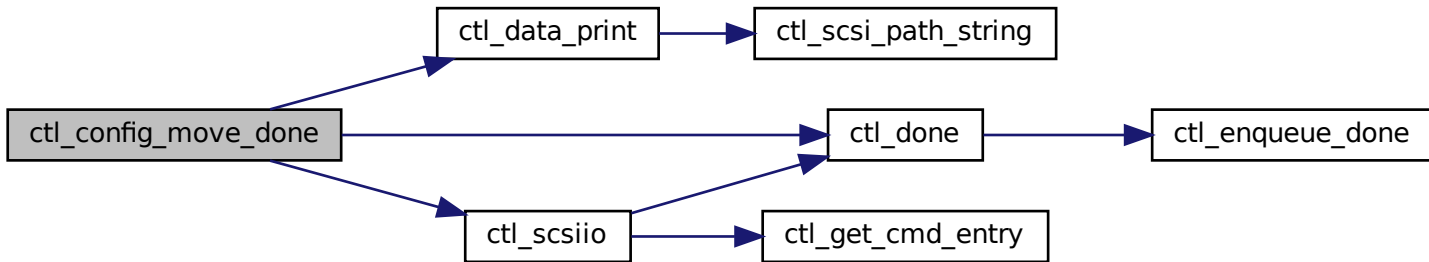 ctl_data_print
ctl_scsi_path_string
ctl_config_move_done
ctl_done
ctl_enqueue_done
ctl_scsiio
ctl_get_cmd_entry